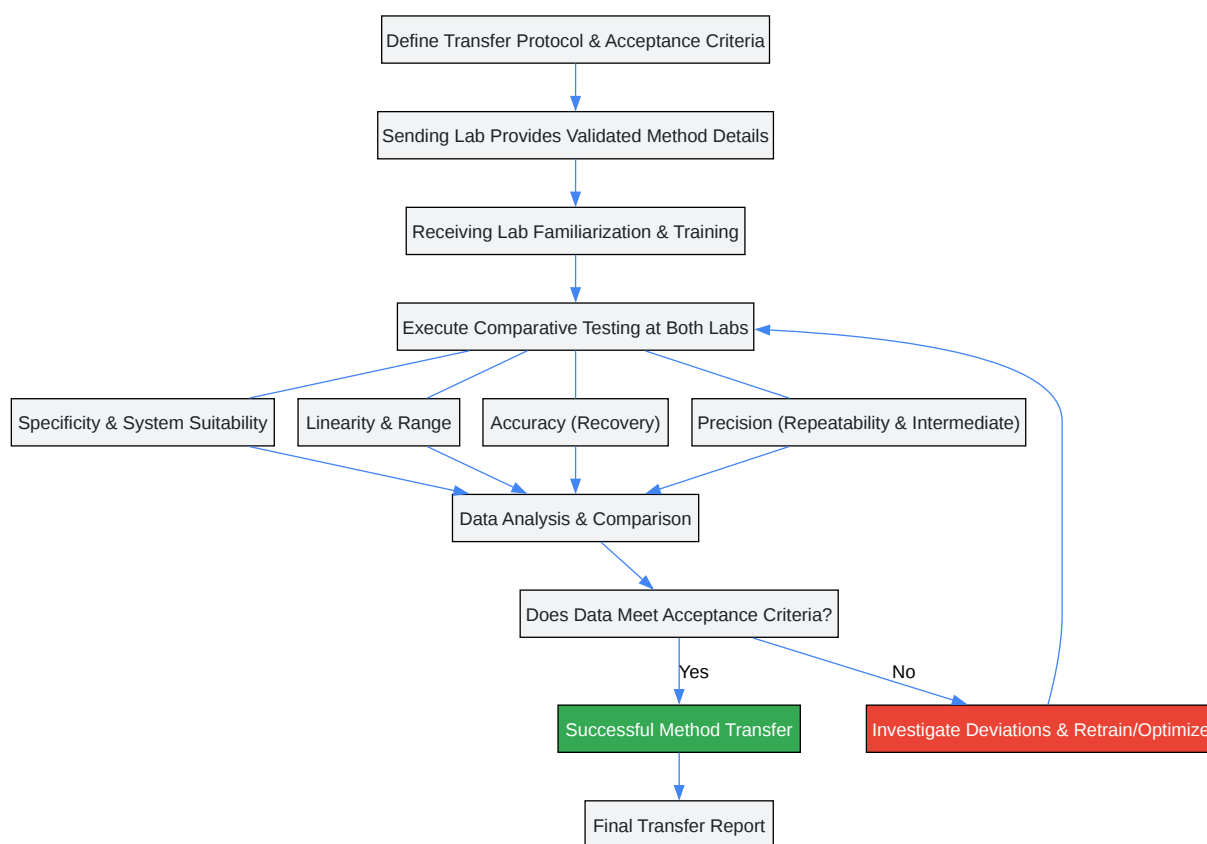 Define Transfer Protocol & Acceptance Criteria
Sending Lab Provides Validated Method Details
Receiving Lab Familiarization & Training
Execute Comparative Testing at Both Labs
Specificity & System Suitability
Linearity & Range
Accuracy (Recovery)
Precision (Repeatability & Intermediate)
Data Analysis & Comparison
Does Data Meet Acceptance Criteria?
Yes
No
Successful Method Transfer
Investigate Deviations & Retrain/Optimize
Final Transfer Report